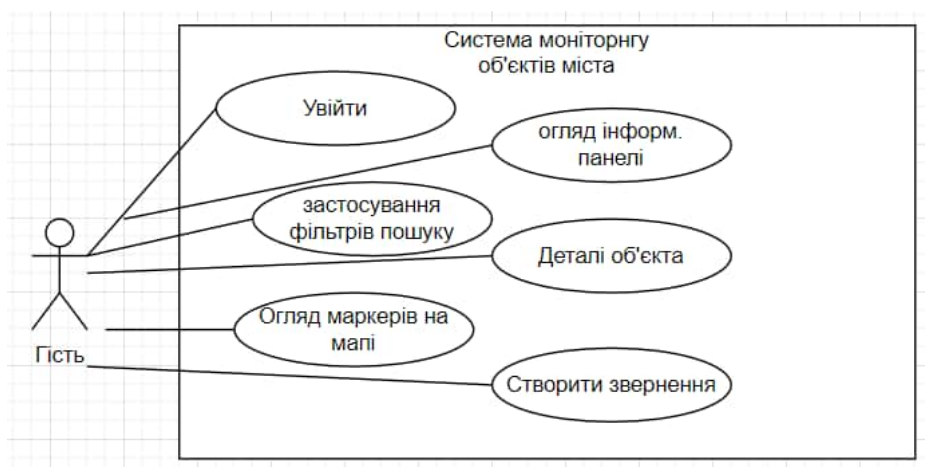 Система моніторнгу
об'єктів міста
Увійти
огляд інформ.
панелі
застосування
фільтрів пошуку
Деталі об'єкта
Огляд маркерів на
мапі
Гість
Створити звернення